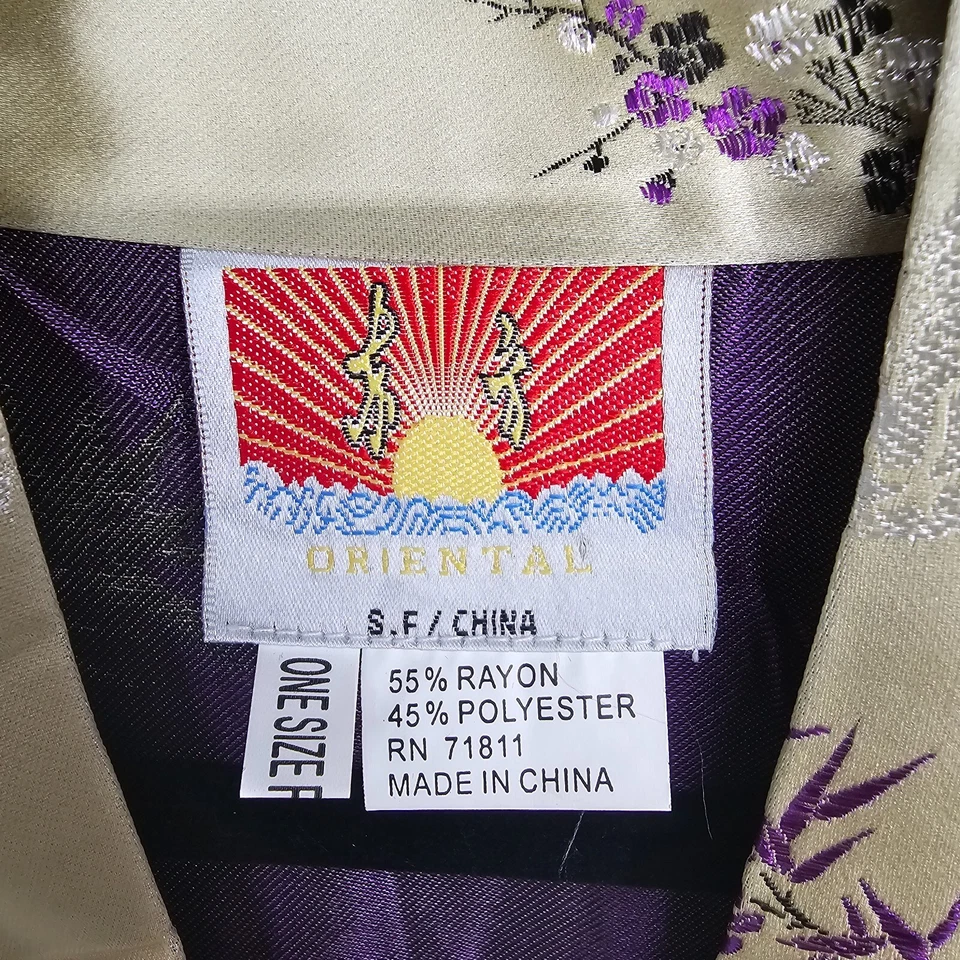 ORIENTAL
S.F/CHINA
ONE SIZE
55% RAYON
45% POLYESTER
RN 71811
MADE IN CHINA